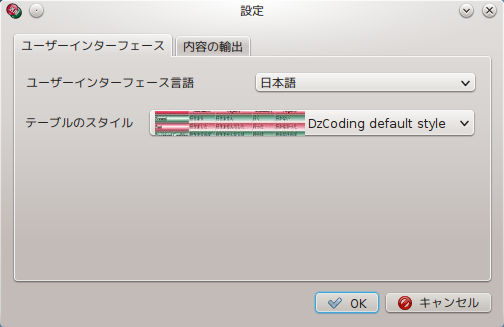 設定
ユーザーインターフェース
内容の輸出
ユーザーインターフェース言語
日本語
テーブルのスタイル
DzCoding default style
OK
キャンセル